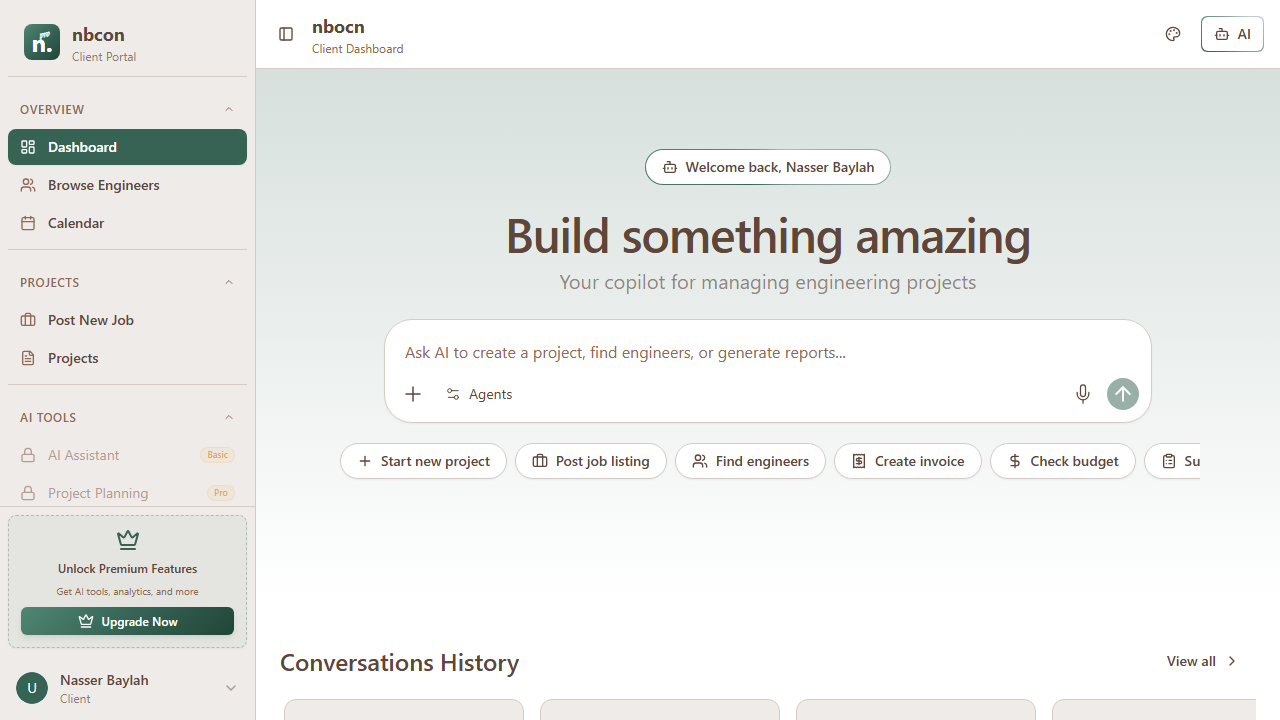 n.
nbcon
Client Portal
OVERVIEW
Dashboard
Browse Engineers
Calendar
PROJECTS
Post New Job
Projects
AI TOOLS
AI Assistant
Basic
Project Planning
Pro
Unlock Premium Features
Get AI tools, analytics, and more
Upgrade Now
U
Nasser Baylah
Client
nbocn
Client Dashboard
AI
Welcome back, Nasser Baylah
Build something amazing
Your copilot for managing engineering projects
Ask AI to create a project, find engineers, or generate reports...
Agents
Start new project
Post job listing
Find engineers
Create invoice
Check budget
Su
Conversations History
View all